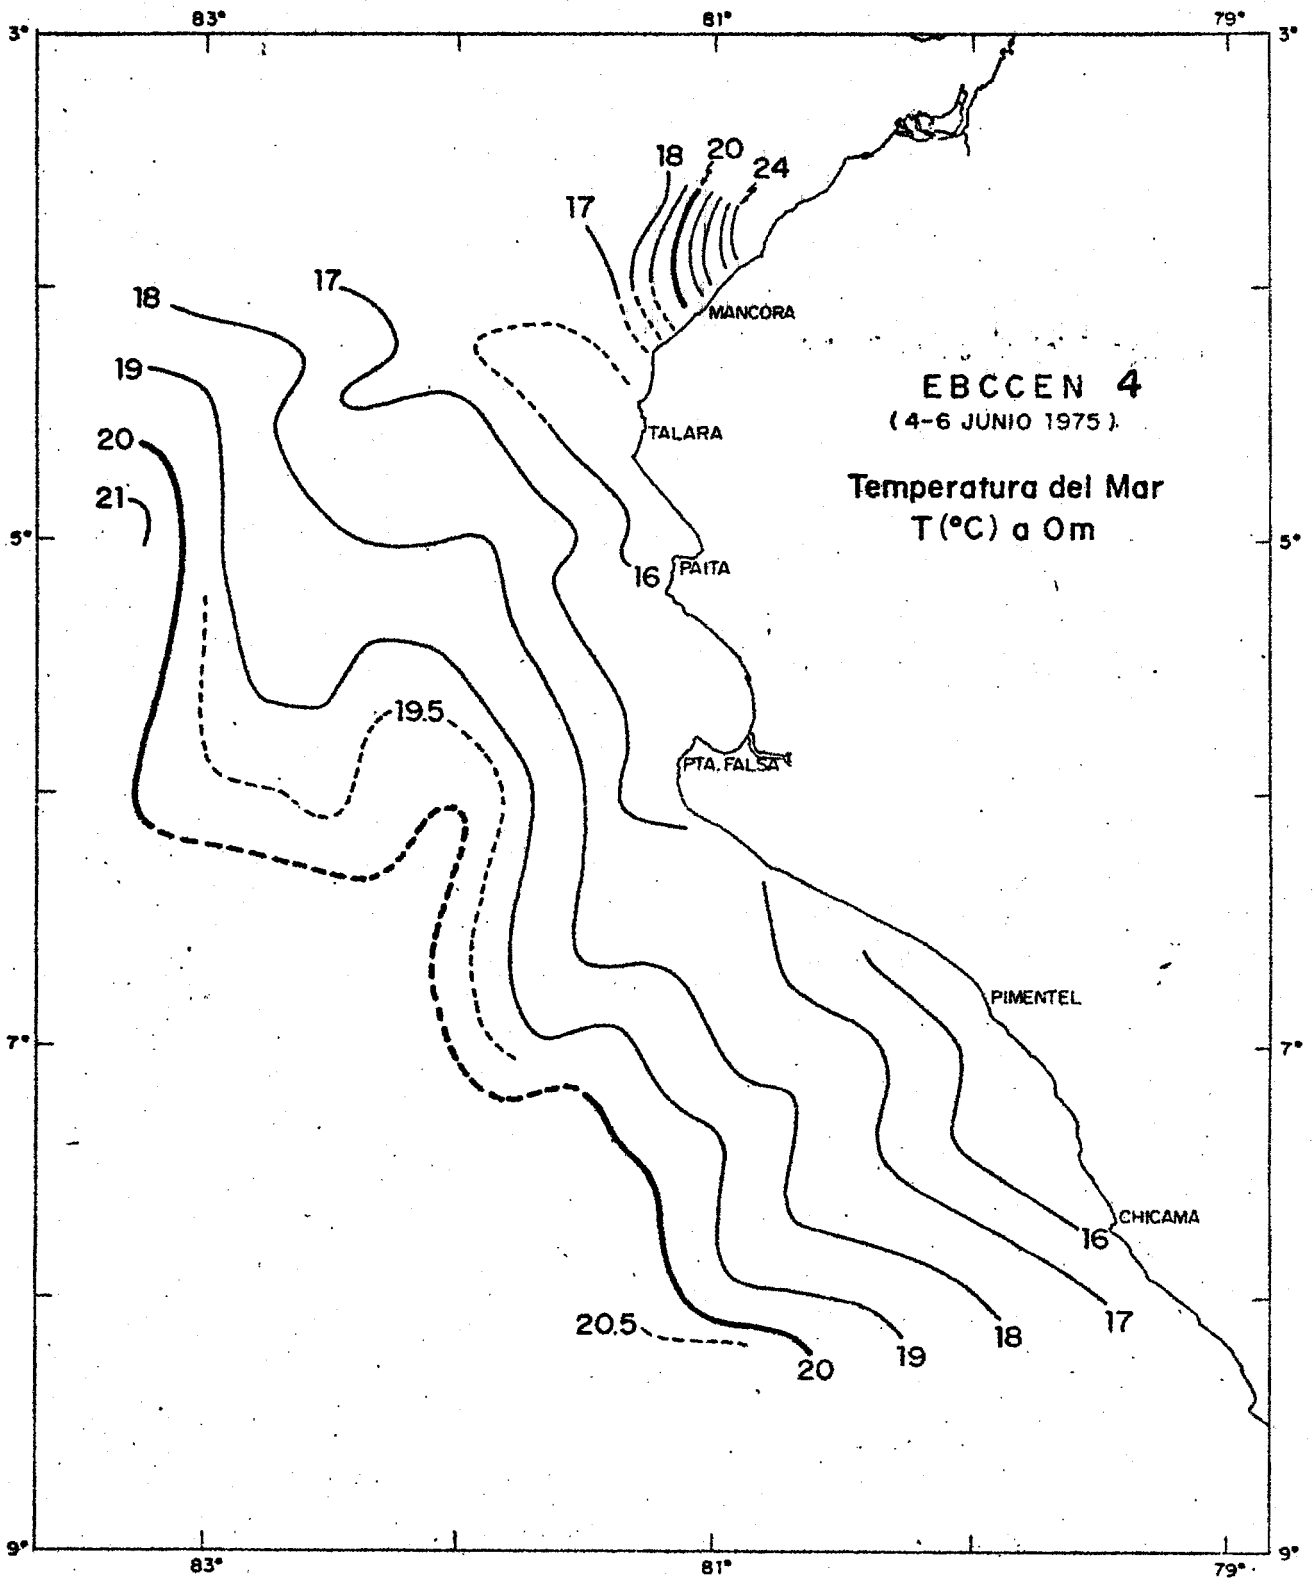 83° 81° 79°
3° 3°
18 20 24
17
17
18
MANCORA
19
EBCCEN 4
(4-6 JUNIO 1975).
20
TALARA
Temperatura del Mar
21
T (°C) a 0m
5° 5°
PAITA
16
19.5
PTA. FALSA
PIMENTEL
7° 7°
CHICAMA
16
17
20.5 18
19
20
9° 9°
83° 81° 79°